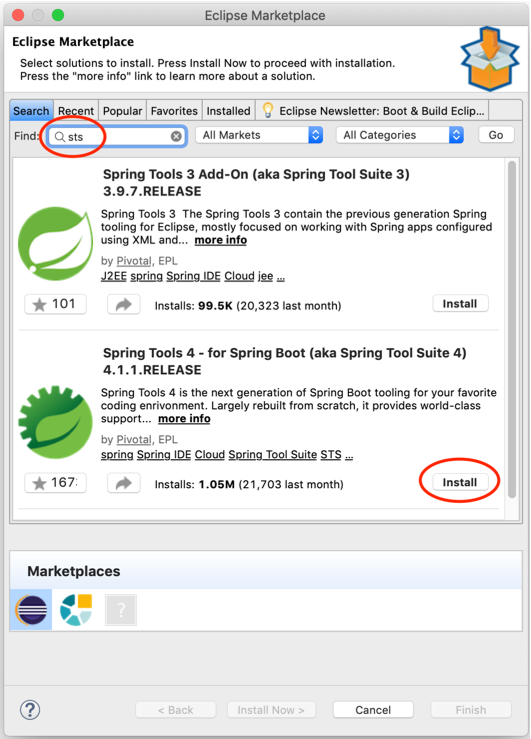 Eclipse Marketplace
Eclipse Marketplace
Select solutions to install. Press Install Now to proceed with installation.
Press the "more info" link to learn more about a solution.
Search Recent Popular Favorites Installed Eclipse Newsletter: Boot & Build Eclip...
Find: sts All Markets All Categories Go
Spring Tools 3 Add-On (aka Spring Tool Suite 3)
3.9.7.RELEASE
Spring Tools 3 The Spring Tools 3 contain the previous generation Spring
tooling for Eclipse, mostly focused on working with Spring apps configured
using XML and... more info
by Pivotal, EPL
J2EE spring Spring IDE Cloud jee ...
101 Installs: 99.5K (20,323 last month) Install
Spring Tools 4 - for Spring Boot (aka Spring Tool Suite 4)
4.1.1.RELEASE
Spring Tools 4 is the next generation of Spring Boot tooling for your favorite
coding enrivonment. Largely rebuilt from scratch, it provides world-class
support... more info
by Pivotal, EPL
spring Spring IDE Cloud Spring Tool Suite STS ...
167 Installs: 1.05M (21,703 last month) Install
Marketplaces
?
? < Back Install Now > Cancel Finish